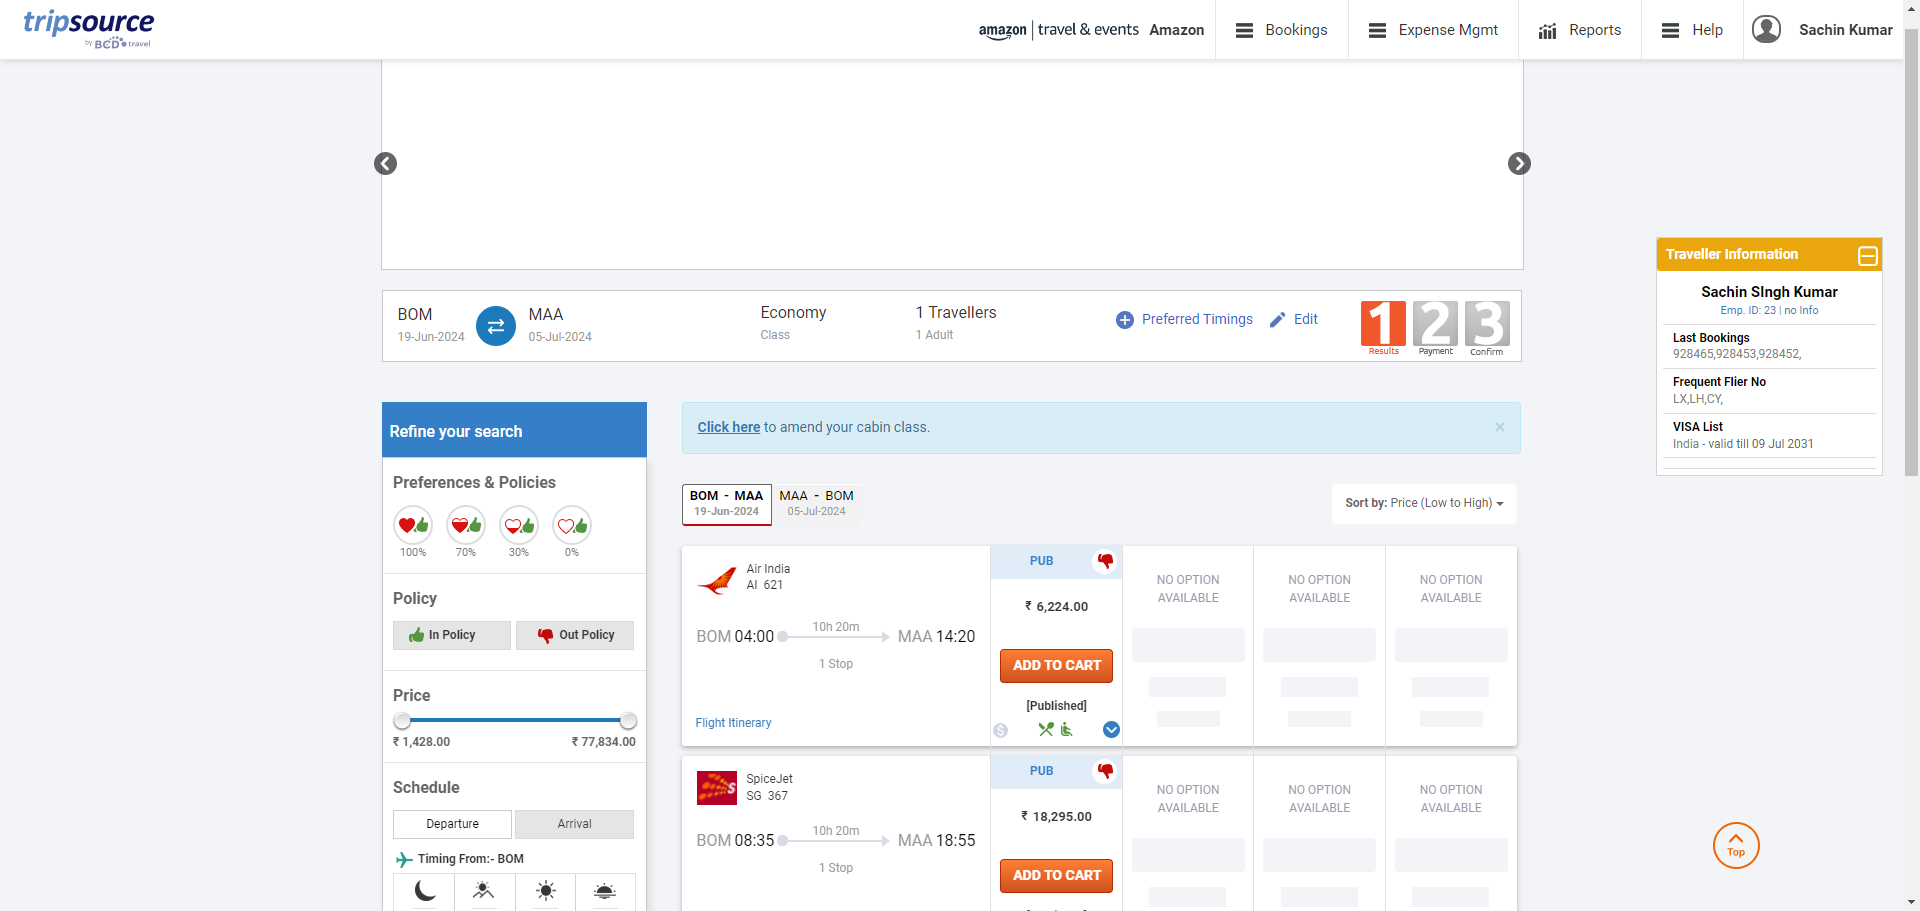 tripsource
by BCD travel
amazon | travel & events Amazon
Bookings
Expense Mgmt
Reports
Help
Sachin Kumar
Traveller Information
Sachin SIngh Kumar
Emp. ID: 23 | no Info
Last Bookings
928465,928453,928452,
Frequent Flier No
LX,LH,CY,
VISA List
India - valid till 09 Jul 2031
BOM
19-Jun-2024
MAA
05-Jul-2024
Economy
Class
1 Travellers
1 Adult
Preferred Timings
Edit
1
Results
2
Payment
3
Confirm
Refine your search
Preferences & Policies
100% 70% 30% 0%
Policy
In Policy Out Policy
Price
₹ 1,428.00 ₹ 77,834.00
Schedule
Departure Arrival
Timing From:- BOM
Click here to amend your cabin class. ×
BOM - MAA
19-Jun-2024
MAA - BOM
05-Jul-2024
Sort by: Price (Low to High)
Air India
AI 621
BOM 04:00
10h 20m
MAA 14:20
1 Stop
Flight Itinerary
PUB
₹ 6,224.00
ADD TO CART
[Published]
NO OPTION
AVAILABLE
NO OPTION
AVAILABLE
NO OPTION
AVAILABLE
SpiceJet
SG 367
BOM 08:35
10h 20m
MAA 18:55
1 Stop
PUB
₹ 18,295.00
ADD TO CART
NO OPTION
AVAILABLE
NO OPTION
AVAILABLE
NO OPTION
AVAILABLE
Top